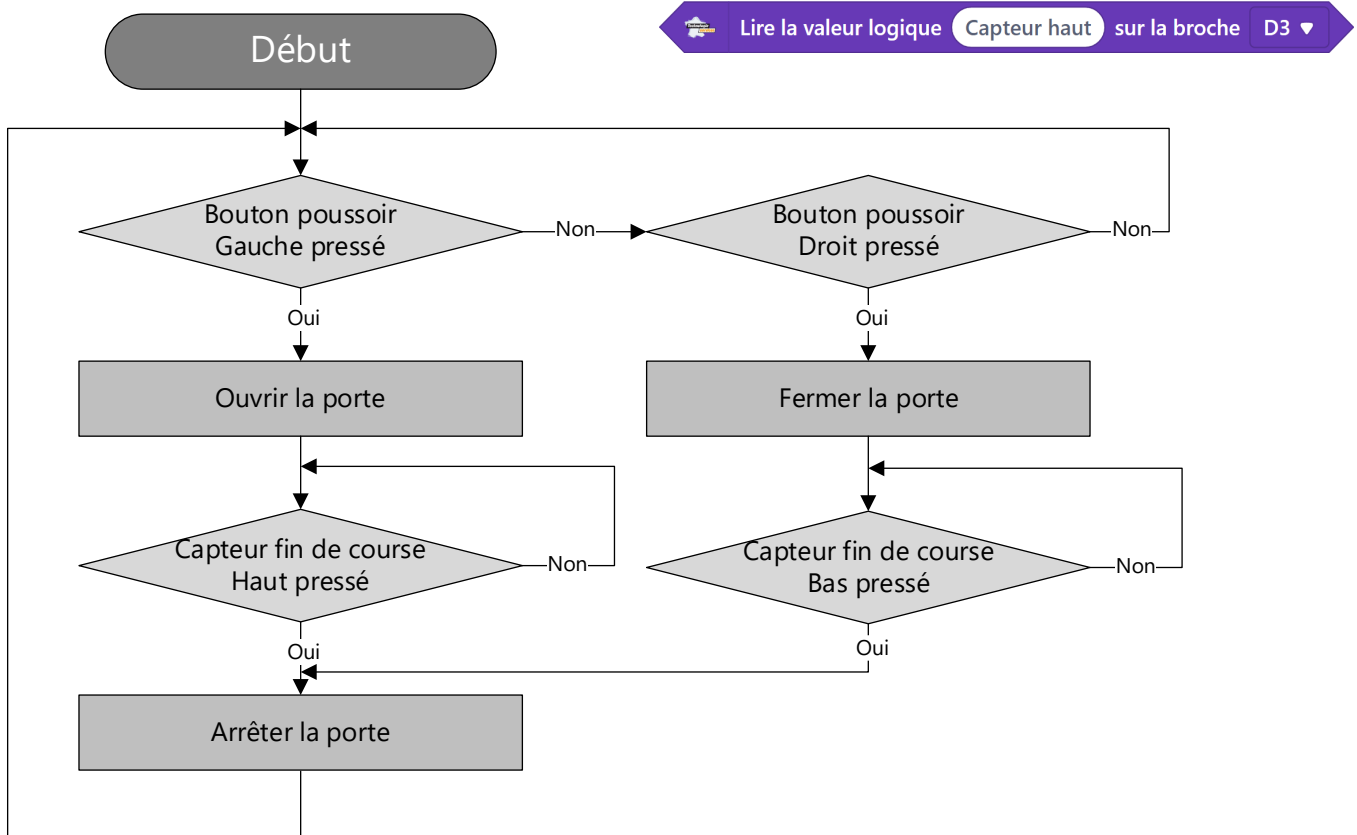 Début
Lire la valeur logique Capteur haut sur la broche D3
Bouton poussoir
Gauche pressé
Non
Bouton poussoir
Droit pressé
Non
Oui
Oui
Ouvrir la porte
Fermer la porte
Capteur fin de course
Haut pressé
Non
Capteur fin de course
Bas pressé
Non
Oui
Oui
Arrêter la porte